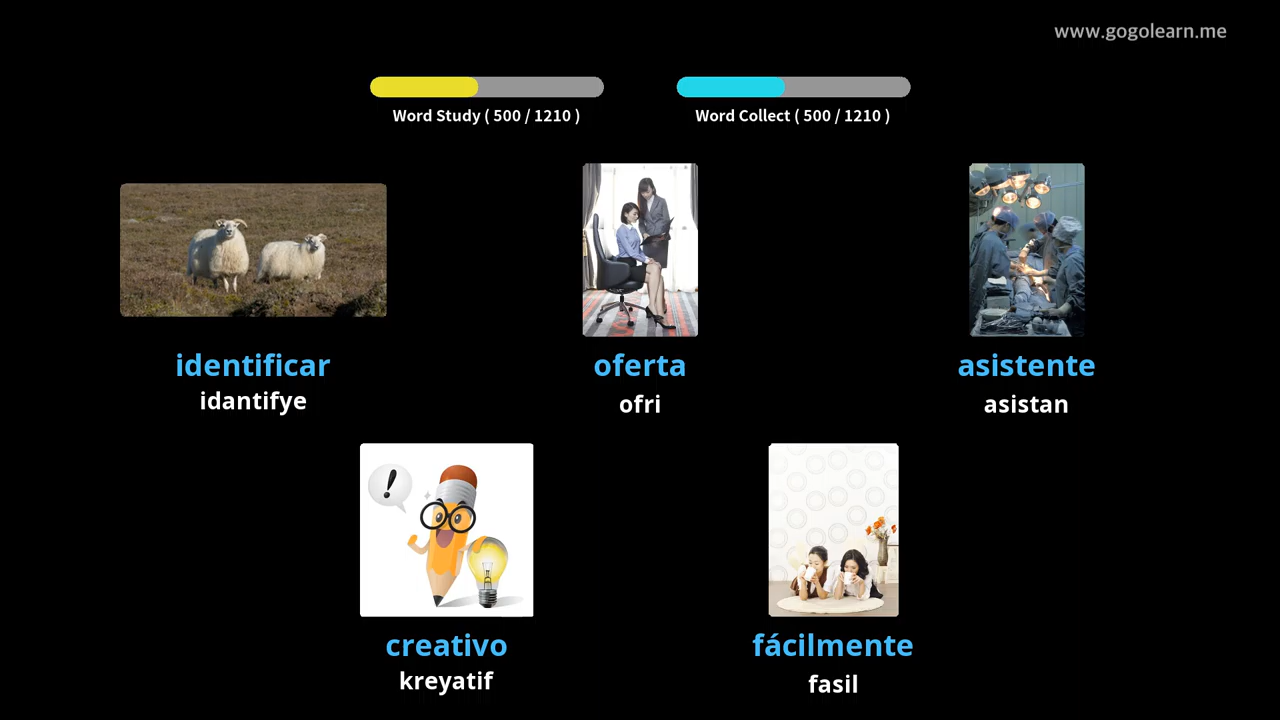 www.gogolearn.me
Word Study ( 500 / 1210 )
Word Collect ( 500 / 1210 )
identificar
idantifye
oferta
ofri
asistente
asistan
!
creativo
kreyatif
fácilmente
fasil